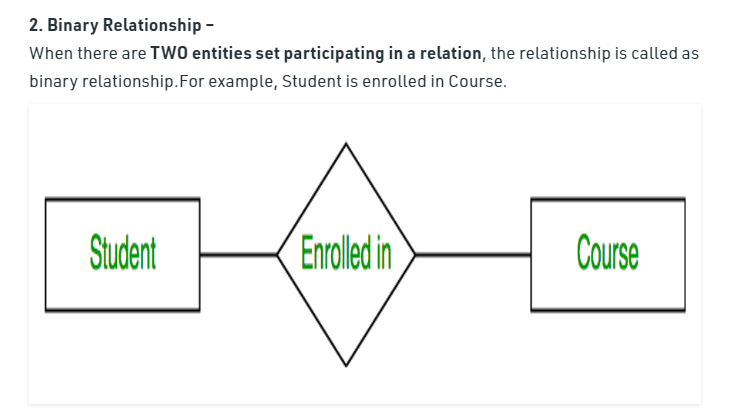 2. Binary Relationship –
When there are TWO entities set participating in a relation, the relationship is called as
binary relationship.For example, Student is enrolled in Course.
Student
Enrolled in
Course